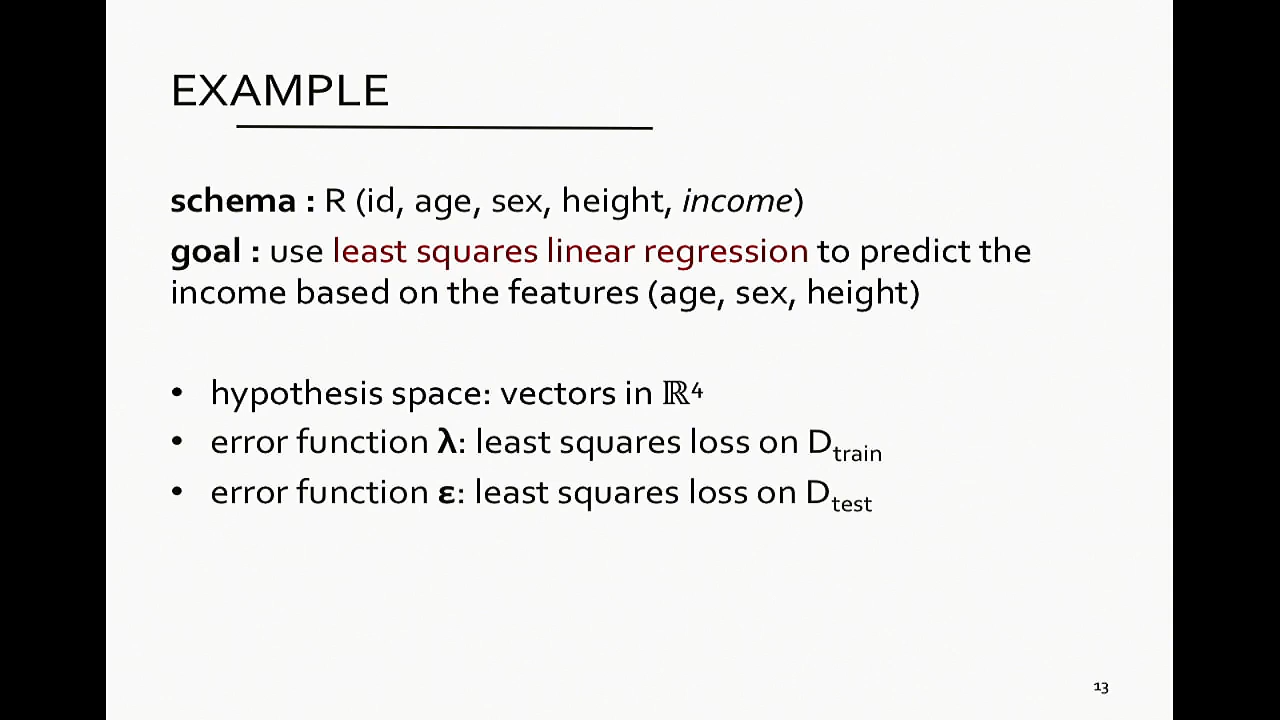 EXAMPLE
schema : R (id, age, sex, height, income)
goal : use least squares linear regression to predict the
income based on the features (age, sex, height)
• hypothesis space: vectors in ℝ⁴
• error function λ: least squares loss on D_train
• error function ε: least squares loss on D_test
13